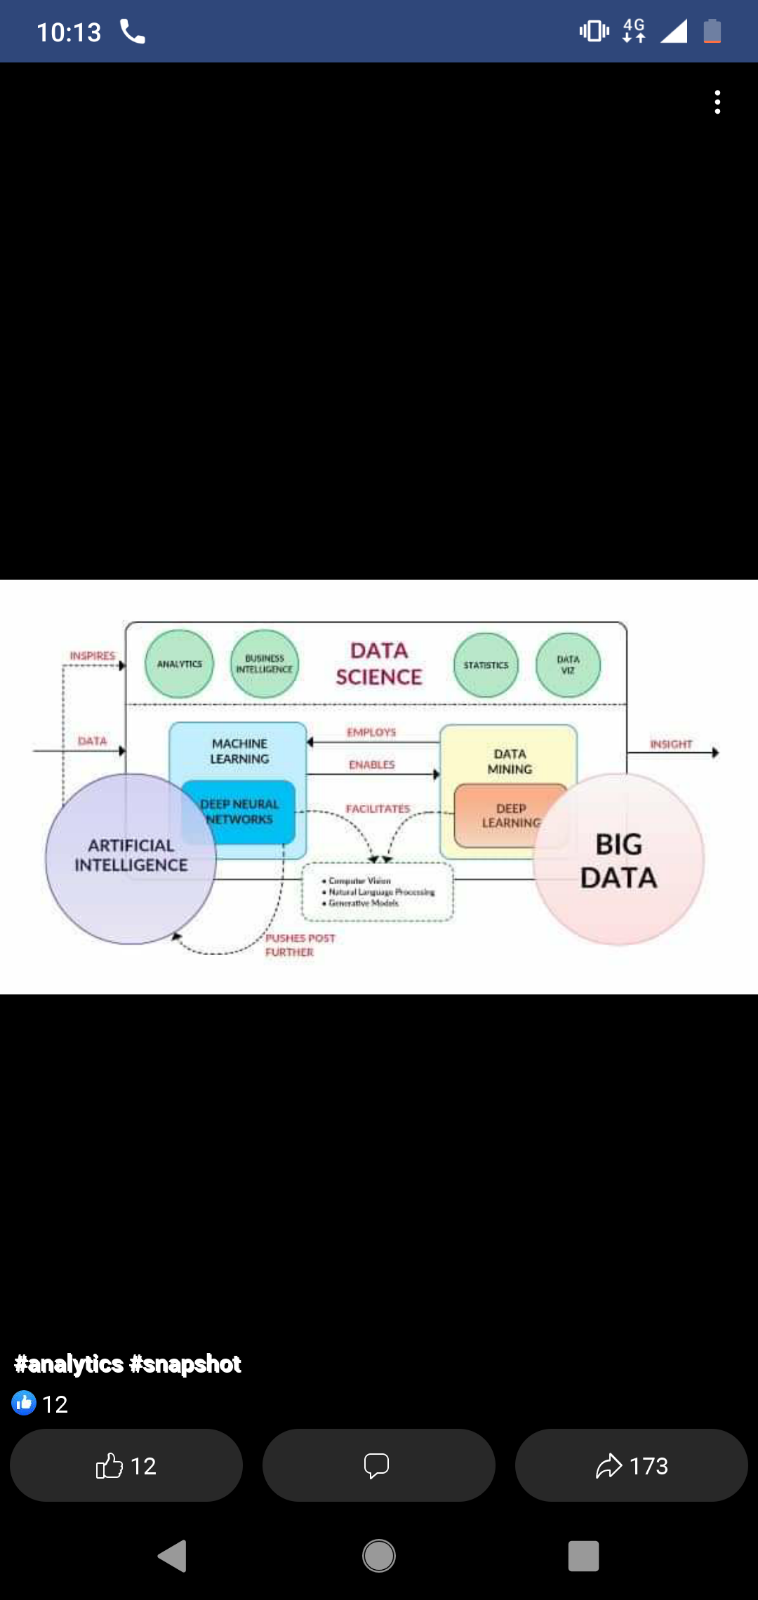 10:13
4G
INSPIRES
ANALYTICS
BUSINESS
INTELLIGENCE
DATA
SCIENCE
STATISTICS
DATA
VIZ
DATA
MACHINE
LEARNING
EMPLOYS
ENABLES
DATA
MINING
INSIGHT
DEEP NEURAL
NETWORKS
FACILITATES
DEEP
LEARNING
ARTIFICIAL
INTELLIGENCE
BIG
DATA
• Computer Vision
• Natural Language Processing
• Generative Models
PUSHES POST
FURTHER
#analytics #snapshot
12
12
173